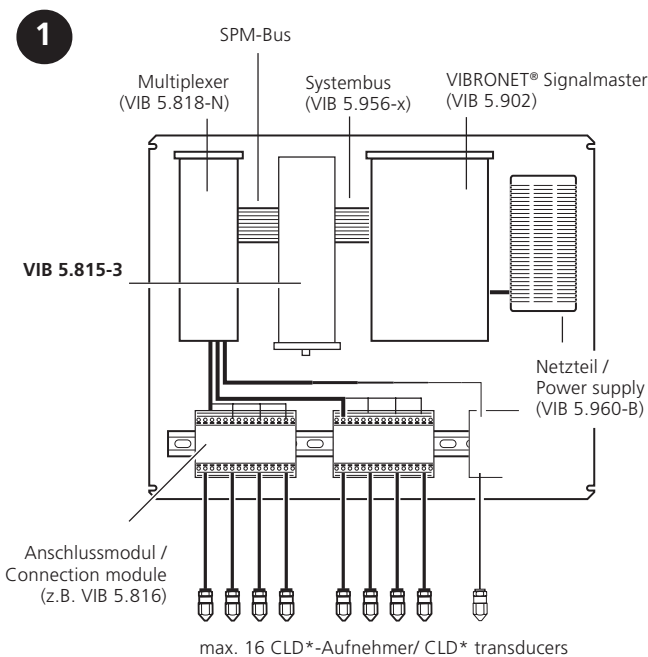 1
SPM-Bus
Multiplexer
(VIB 5.818-N)
Systembus
(VIB 5.956-x)
VIBRONET® Signalmaster
(VIB 5.902)
VIB 5.815-3
Netzteil /
Power supply
(VIB 5.960-B)
Anschlussmodul /
Connection module
(z.B. VIB 5.816)
max. 16 CLD*-Aufnehmer/ CLD* transducers